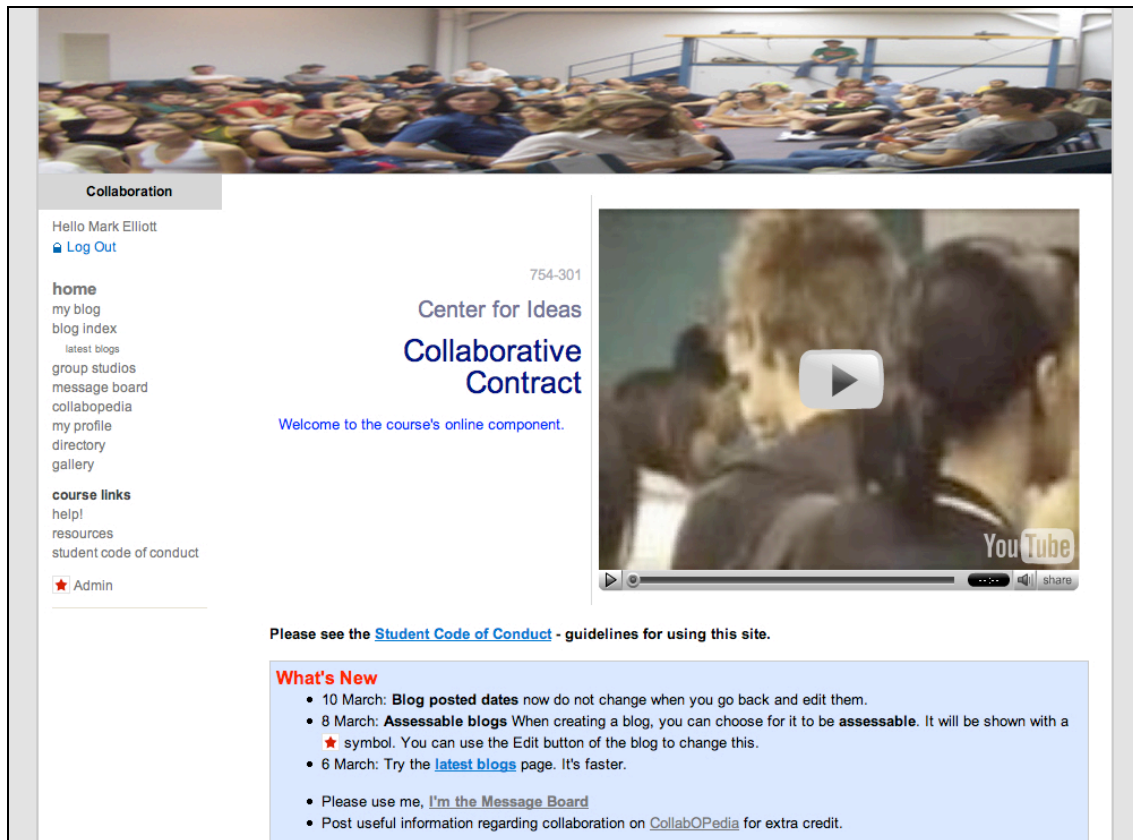 Collaboration
Hello Mark Elliott
Log Out
home
my blog
blog index
latest blogs
group studios
message board
collabopedia
my profile
directory
gallery
course links
help!
resources
student code of conduct
Admin
754-301
Center for Ideas
Collaborative
Contract
Welcome to the course's online component.
YouTube
--:--
share
Please see the Student Code of Conduct - guidelines for using this site.
What's New
• 10 March: Blog posted dates now do not change when you go back and edit them.
• 8 March: Assessable blogs When creating a blog, you can choose for it to be assessable. It will be shown with a
symbol. You can use the Edit button of the blog to change this.
• 6 March: Try the latest blogs page. It's faster.
• Please use me, I'm the Message Board
• Post useful information regarding collaboration on CollabOPedia for extra credit.